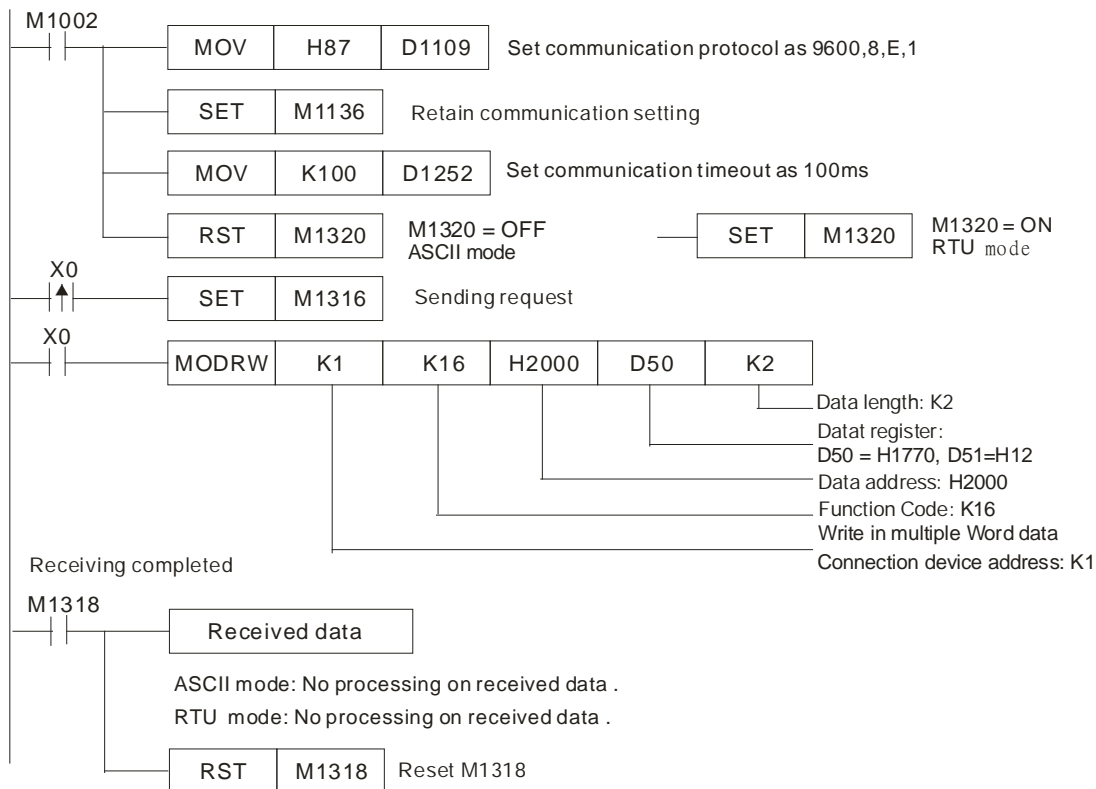 M1002
MOV H87 D1109 Set communication protocol as 9600,8,E,1
SET M1136 Retain communication setting
MOV K100 D1252 Set communication timeout as 100ms
RST M1320 M1320 = OFF SET M1320 M1320 = ON
ASCII mode RTU mode
X0
SET M1316 Sending request
X0
MODRW K1 K16 H2000 D50 K2
Data length: K2
Datat register:
D50 = H1770, D51=H12
Data address: H2000
Function Code: K16
Write in multiple Word data
Connection device address: K1
Receiving completed
M1318
Received data
ASCII mode: No processing on received data .
RTU mode: No processing on received data .
RST M1318 Reset M1318